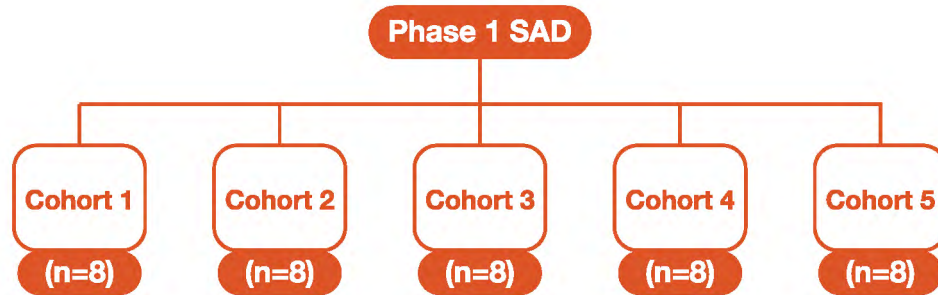 Phase 1 SAD
Cohort 1
Cohort 2
Cohort 3
Cohort 4
Cohort 5
(n=8)
(n=8)
(n=8)
(n=8)
(n=8)